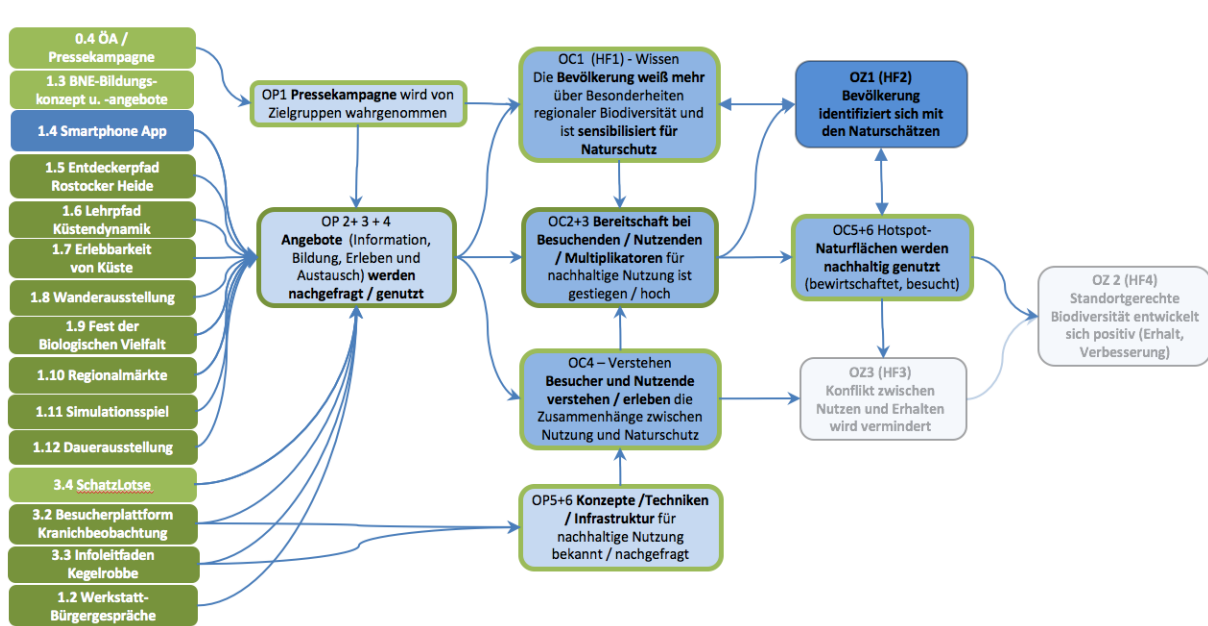 0.4 ÖA /
Pressekampagne
1.3 BNE-Bildungs-
konzept u. -angebote
1.4 Smartphone App
1.5 Entdeckerpfad
Rostocker Heide
1.6 Lehrpfad
Küstendynamik
1.7 Erlebbarkeit
von Küste
1.8 Wanderausstellung
1.9 Fest der
Biologischen Vielfalt
1.10 Regionalmärkte
1.11 Simulationsspiel
1.12 Dauerausstellung
3.4 SchatzLotse
3.2 Besucherplattform
Kranichbeobachtung
3.3 Infoleitfaden
Kegelrobbe
1.2 Werkstatt-
Bürgergespräche
OP1 Pressekampagne wird von
Zielgruppen wahrgenommen
OP 2+ 3 + 4
Angebote (Information,
Bildung, Erleben und
Austausch) werden
nachgefragt / genutzt
OC1 (HF1) - Wissen
Die Bevölkerung weiß mehr
über Besonderheiten
regionaler Biodiversität und
ist sensibilisiert für
Naturschutz
OC2+3 Bereitschaft bei
Besuchenden / Nutzenden
/ Multiplikatoren für
nachhaltige Nutzung ist
gestiegen / hoch
OC4 – Verstehen
Besucher und Nutzende
verstehen / erleben die
Zusammenhänge zwischen
Nutzung und Naturschutz
OP5+6 Konzepte /Techniken
/ Infrastruktur für
nachhaltige Nutzung
bekannt / nachgefragt
OZ1 (HF2)
Bevölkerung
identifiziert sich mit
den Naturschätzen
OC5+6 Hotspot-
Naturflächen werden
nachhaltig genutzt
(bewirtschaftet, besucht)
OZ3 (HF3)
Konflikt zwischen
Nutzen und Erhalten
wird vermindert
OZ 2 (HF4)
Standortgerechte
Biodiversität entwickelt
sich positiv (Erhalt,
Verbesserung)